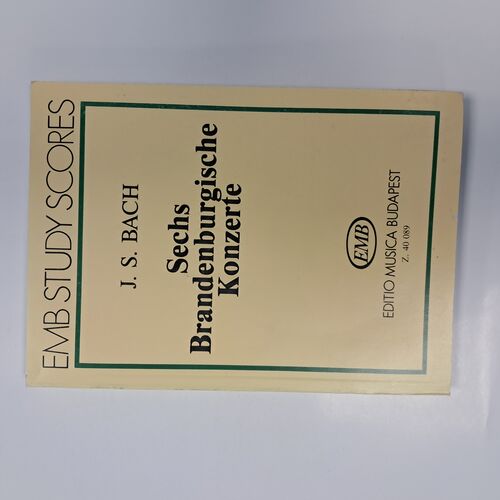 EMB STUDY SCORES
J. S. BACH
Sechs
Brandenburgische
Konzerte
EMB
EDITIO MUSICA BUDAPEST
Z. 40 089